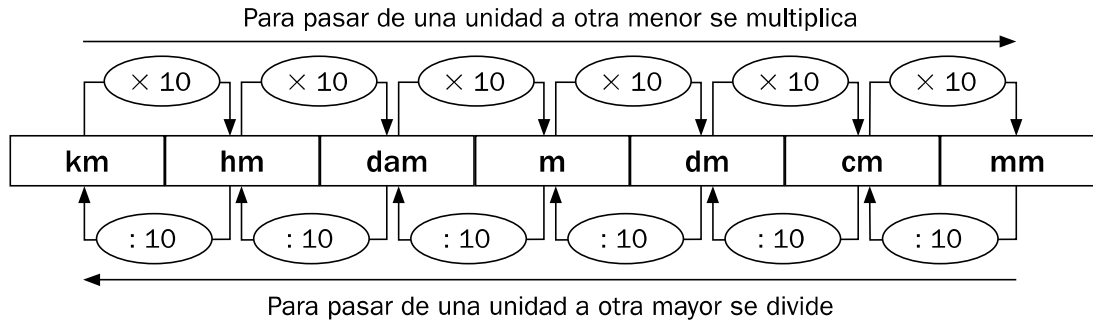 Para pasar de una unidad a otra menor se multiplica
× 10 × 10 × 10 × 10 × 10 × 10
km hm dam m dm cm mm
: 10 : 10 : 10 : 10 : 10 : 10
Para pasar de una unidad a otra mayor se divide